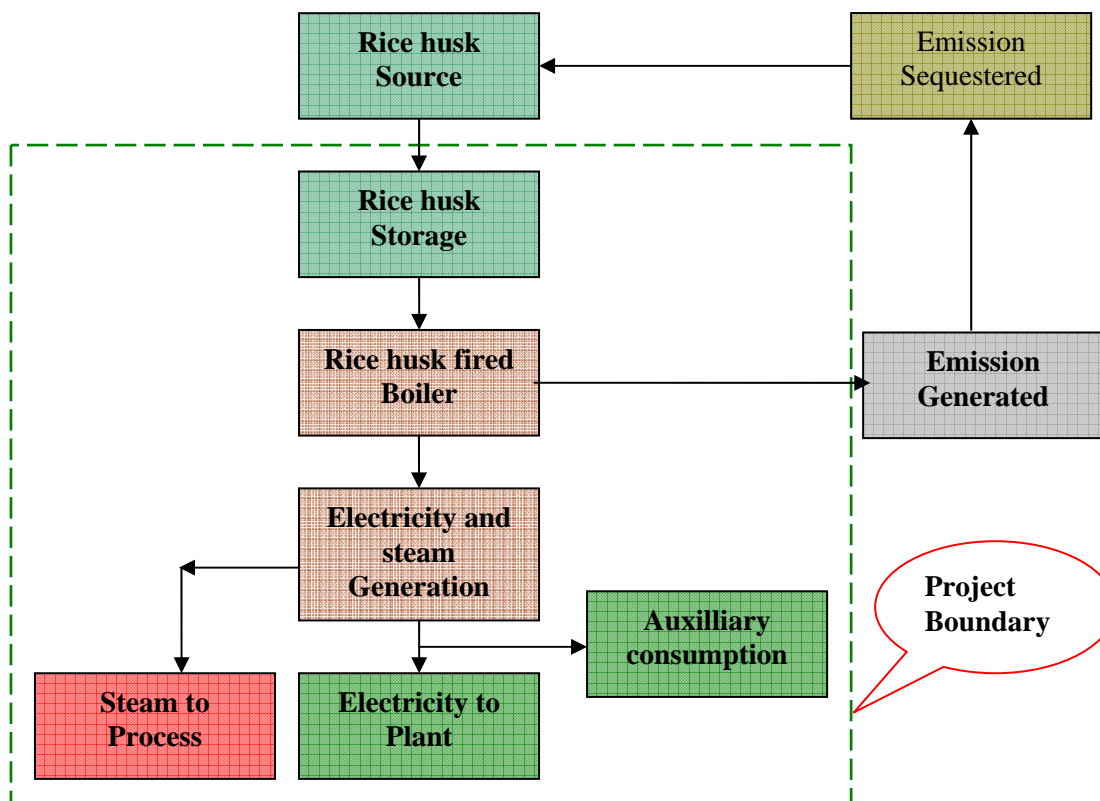 Rice husk
Source
Emission
Sequestered
Rice husk
Storage
Rice husk fired
Boiler
Emission
Generated
Electricity and
steam
Generation
Auxilliary
consumption
Project
Boundary
Steam to
Process
Electricity to
Plant